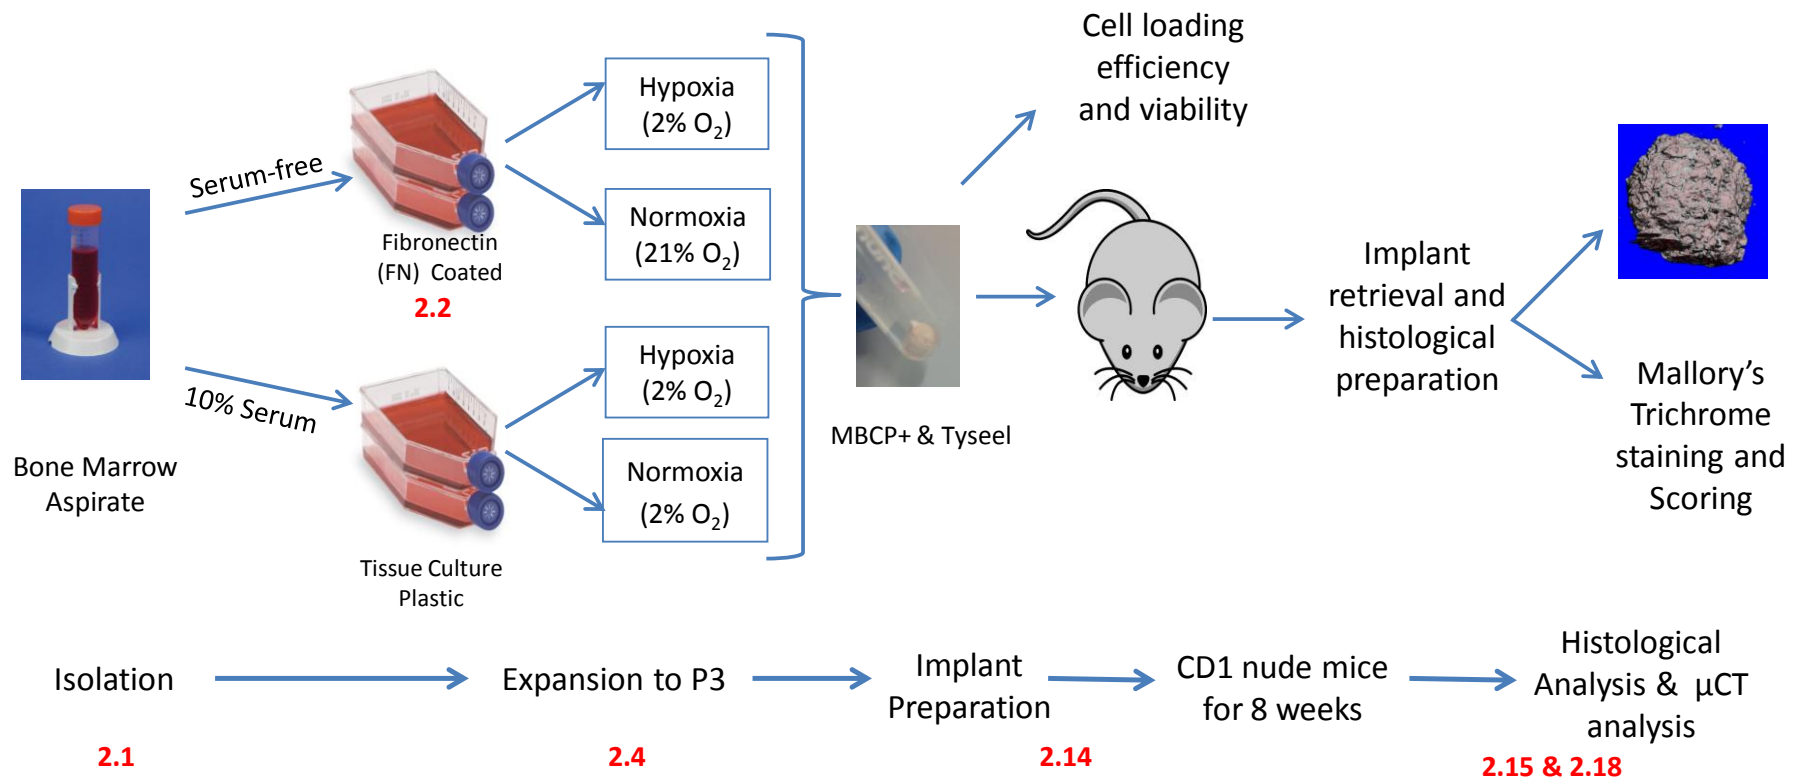 Serum-free
10% Serum
Bone Marrow
Aspirate
Fibronectin
(FN) Coated
2.2
Tissue Culture
Plastic
Hypoxia
(2% O₂)
Normoxia
(21% O₂)
Hypoxia
(2% O₂)
Normoxia
(2% O₂)
MBCP+ & Tyseel
Cell loading
efficiency
and viability
Implant
retrieval and
histological
preparation
Mallory’s
Trichrome
staining and
Scoring
Isolation
2.1
Expansion to P3
2.4
Implant
Preparation
2.14
CD1 nude mice
for 8 weeks
Histological
Analysis & µCT
analysis
2.15 & 2.18